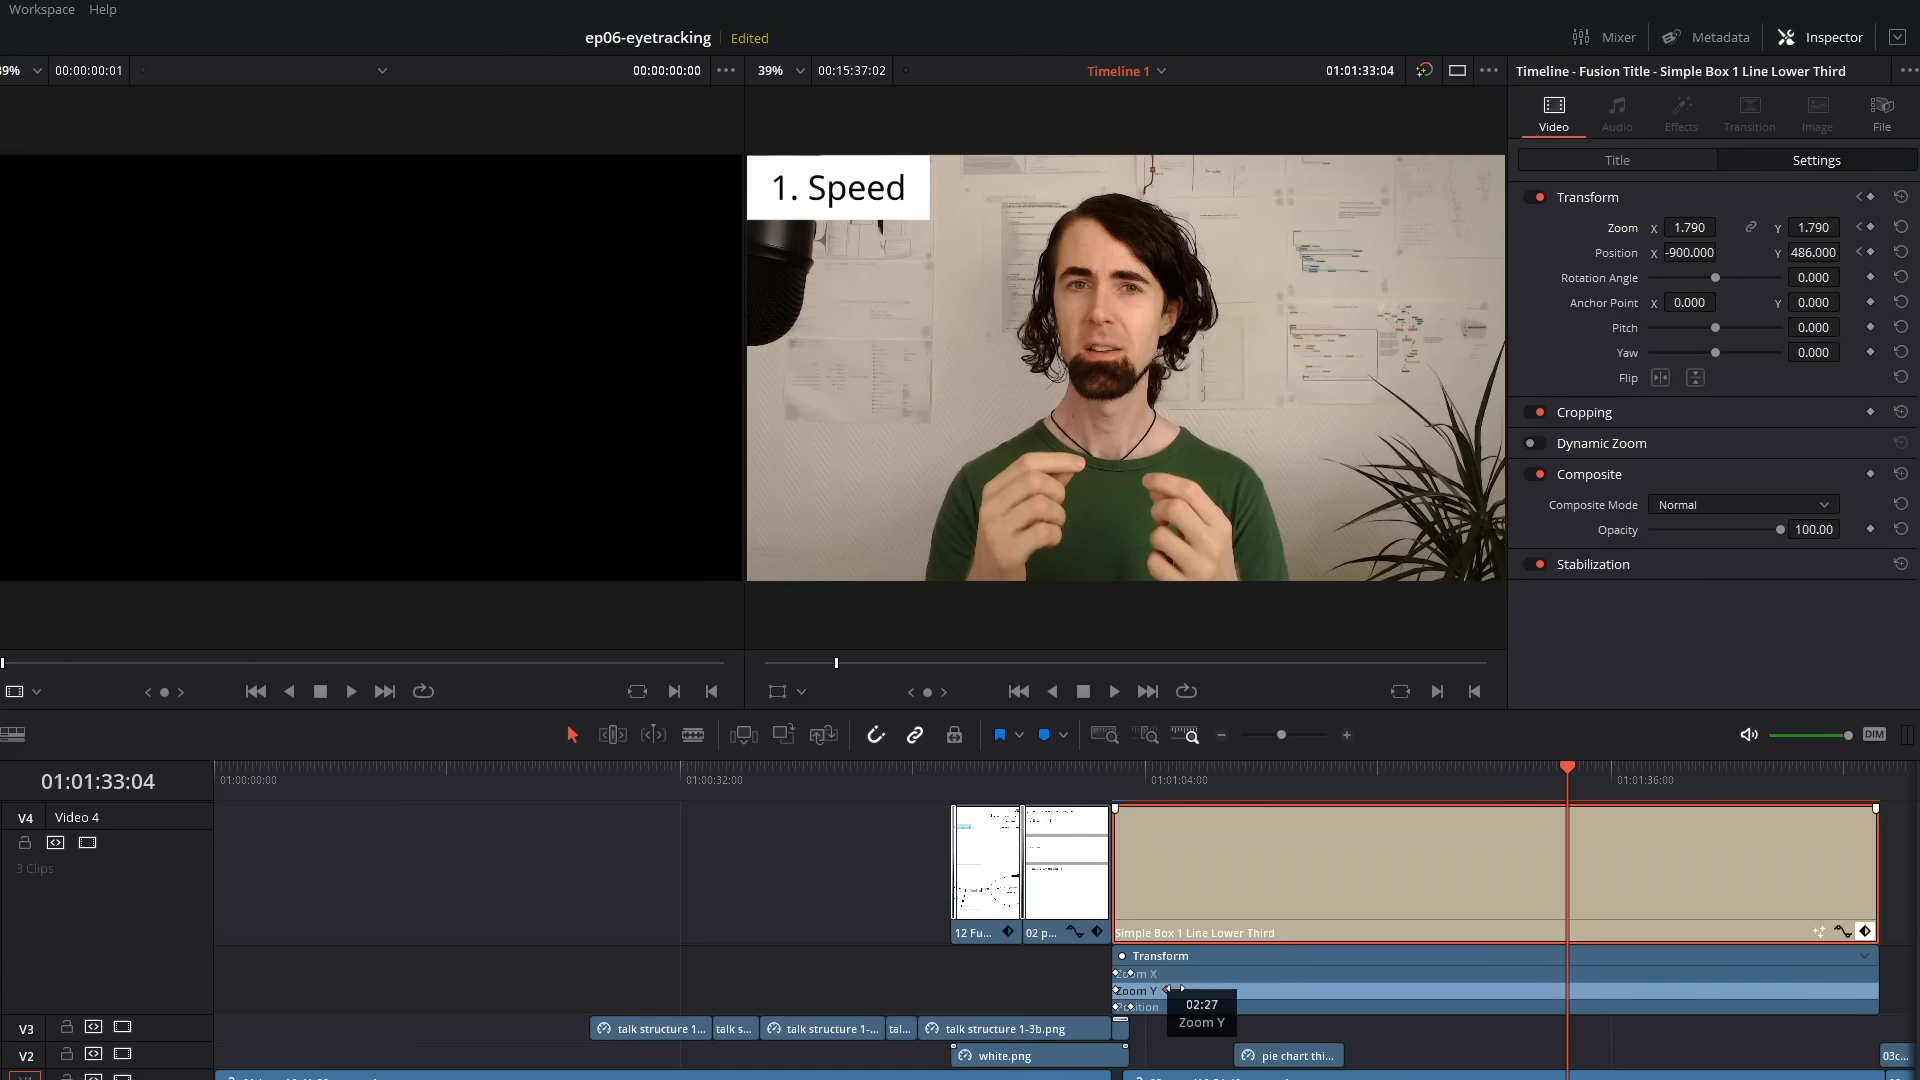 Workspace Help
ep06-eyetracking Edited
Mixer Metadata Inspector
39% 00:00:00:01 00:00:00:00
39% 00:15:37:02 Timeline 1 01:01:33:04
Timeline - Fusion Title - Simple Box 1 Line Lower Third
Video Audio Effects Transition Image File
Title Settings
1. Speed
Transform
Zoom X 1.790 Y 1.790
Position X -900.000 Y 486.000
Rotation Angle 0.000
Anchor Point X 0.000 Y 0.000
Pitch 0.000
Yaw 0.000
Flip
Cropping
Dynamic Zoom
Composite
Composite Mode Normal
Opacity 100.00
Stabilization
DIM
01:01:33:04
01:00:00:00 01:00:32:00 01:01:04:00 01:01:36:00
V4 Video 4
3 Clips
12 Fu... 02 p... Simple Box 1 Line Lower Third
Transform
Zoom X
Zoom Y
Position
02:27
Zoom Y
V3 talk structure 1... talk s... talk structure 1-... tal... talk structure 1-3b.png
V2 white.png pie chart thi... 03c...